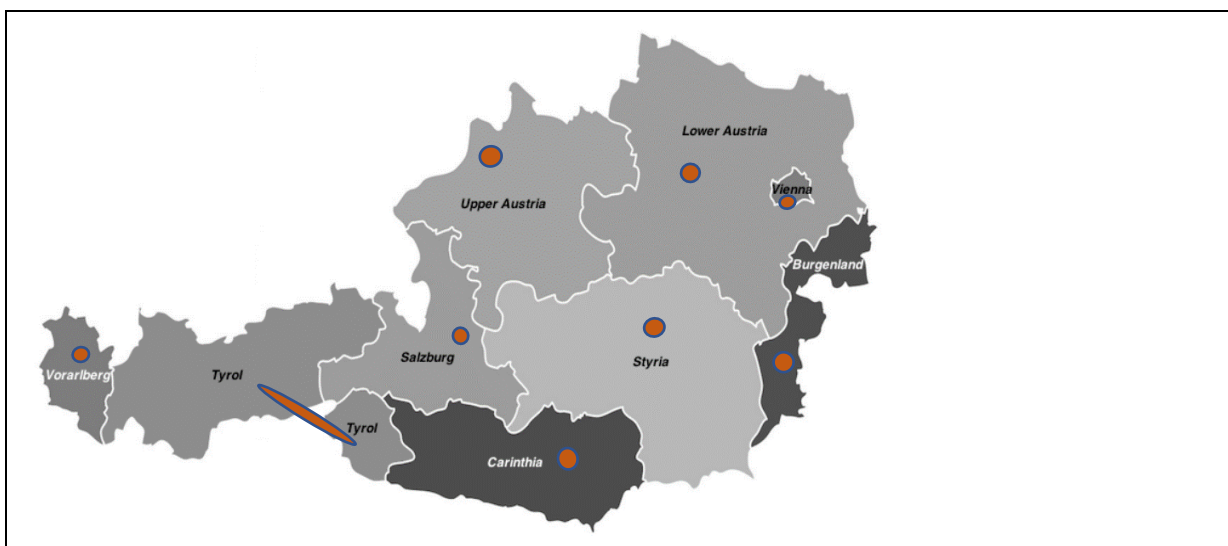 Lower Austria
Vienna
Upper Austria
Burgenland
Salzburg
Styria
Vorarlberg
Tyrol
Tyrol
Carinthia